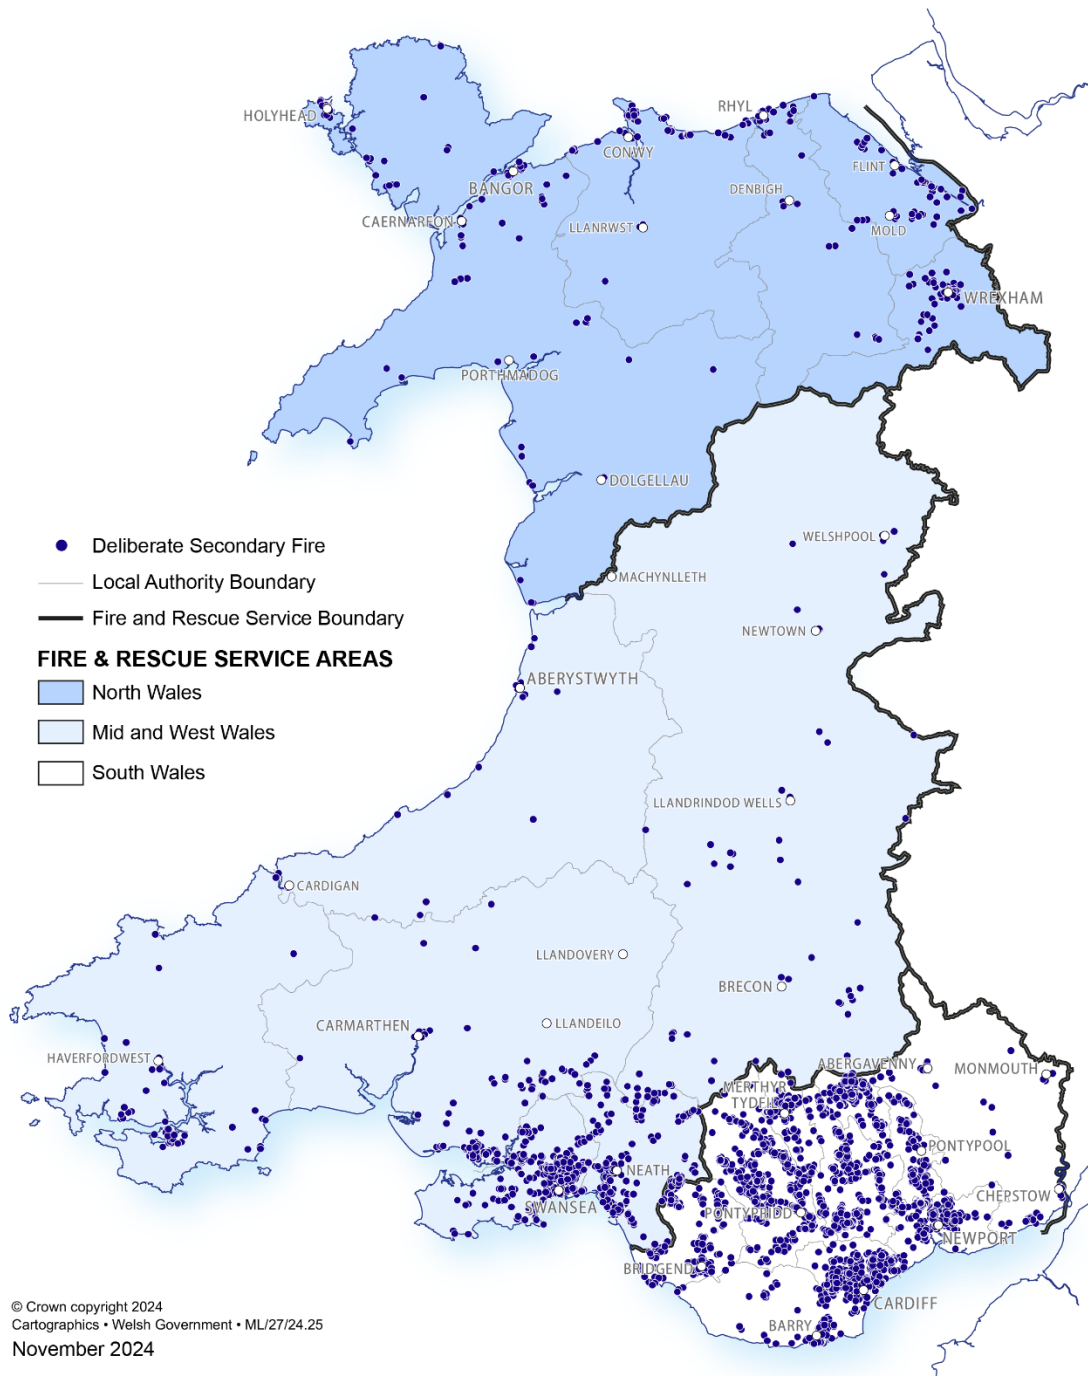 HOLYHEAD
RHYL
CONWY
FLINT
BANGOR
DENBIGH
CAERNARFON
LLANRWST
MOLD
WREXHAM
PORTHMADOG
DOLGELLAU
Deliberate Secondary Fire
Local Authority Boundary
Fire and Rescue Service Boundary
FIRE & RESCUE SERVICE AREAS
North Wales
Mid and West Wales
South Wales
WELSHPOOL
MACHYNLLETH
NEWTOWN
ABERYSTWYTH
LLANDRINDOD WELLS
CARDIGAN
LLANDOVERY
BRECON
CARMARTHEN
LLANDEILO
HAVERFORDWEST
ABERGAVENNY
MONMOUTH
MERTHYR
TYDFIL
PONTYPOOL
NEATH
CHEPSTOW
SWANSEA
PONTYPRIDD
NEWPORT
BRIDGEND
CARDIFF
BARRY
© Crown copyright 2024
Cartographics • Welsh Government • ML/27/24.25
November 2024